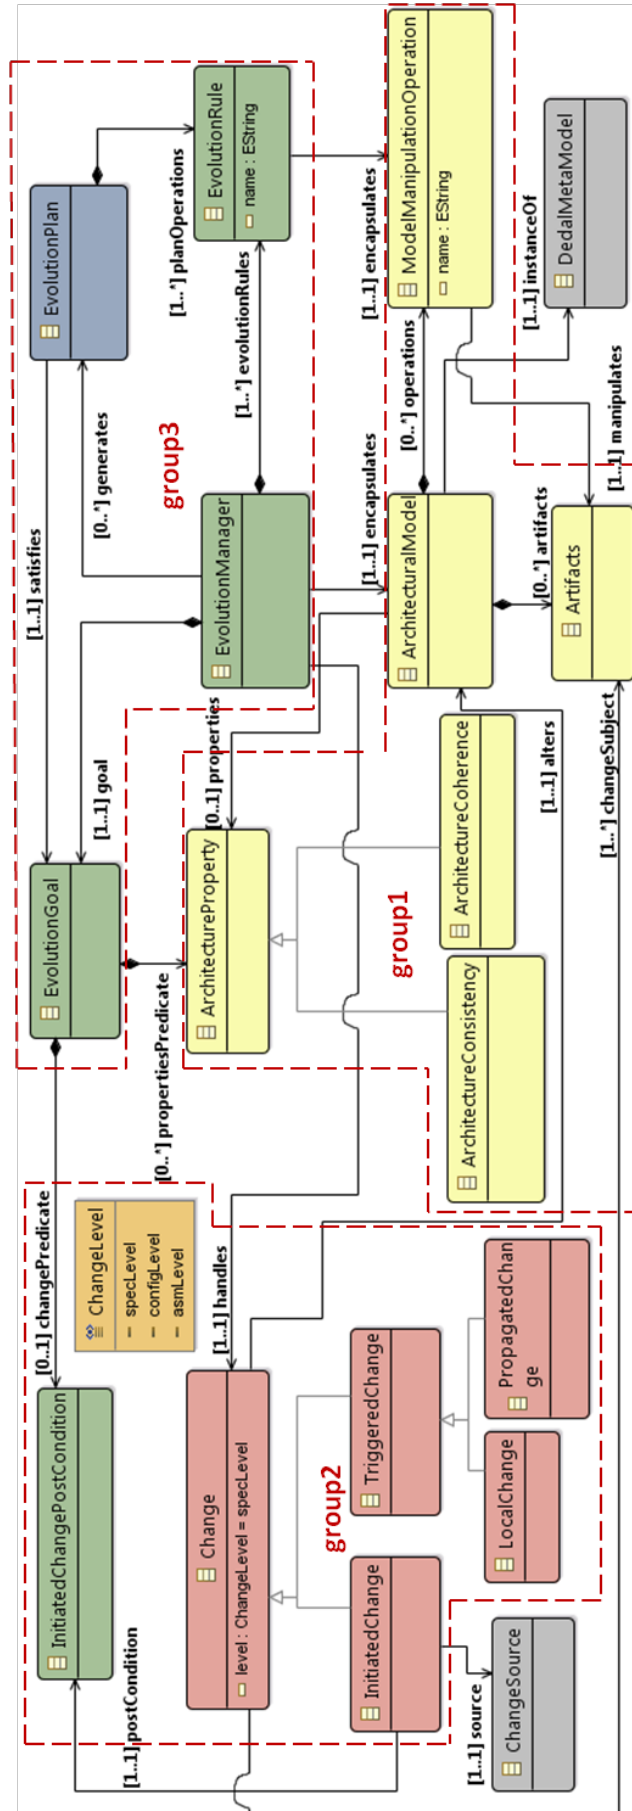 [0..1] changePredicate
InitiatedChangePostCondition
[1..1] postCondition
ChangeLevel
specLevel
configLevel
asmLevel
EvolutionGoal
[1..1] satisfies
EvolutionPlan
[1..1] goal
[0..*] generates
group3
[1..*] planOperations
EvolutionRule
name : EString
[0..*] propertiesPredicate
ArchitectureProperty
[0..1] properties
EvolutionManager
[1..*] evolutionRules
[1..1] handles
Change
level : ChangeLevel = specLevel
[1..1] encapsulates
[1..1] encapsulates
group2
InitiatedChange
TriggeredChange
group1
ArchitecturalModel
[0..*] operations
ModelManipulationOperation
name : EString
[1..1] source
ChangeSource
LocalChange
PropagatedChan
ge
ArchitectureConsistency
ArchitectureCoherence
[1..1] alters
[1..1] instanceOf
DedalMetaModel
[0..*] artifacts
Artifacts
[1..1] manipulates
[1..*] changeSubject